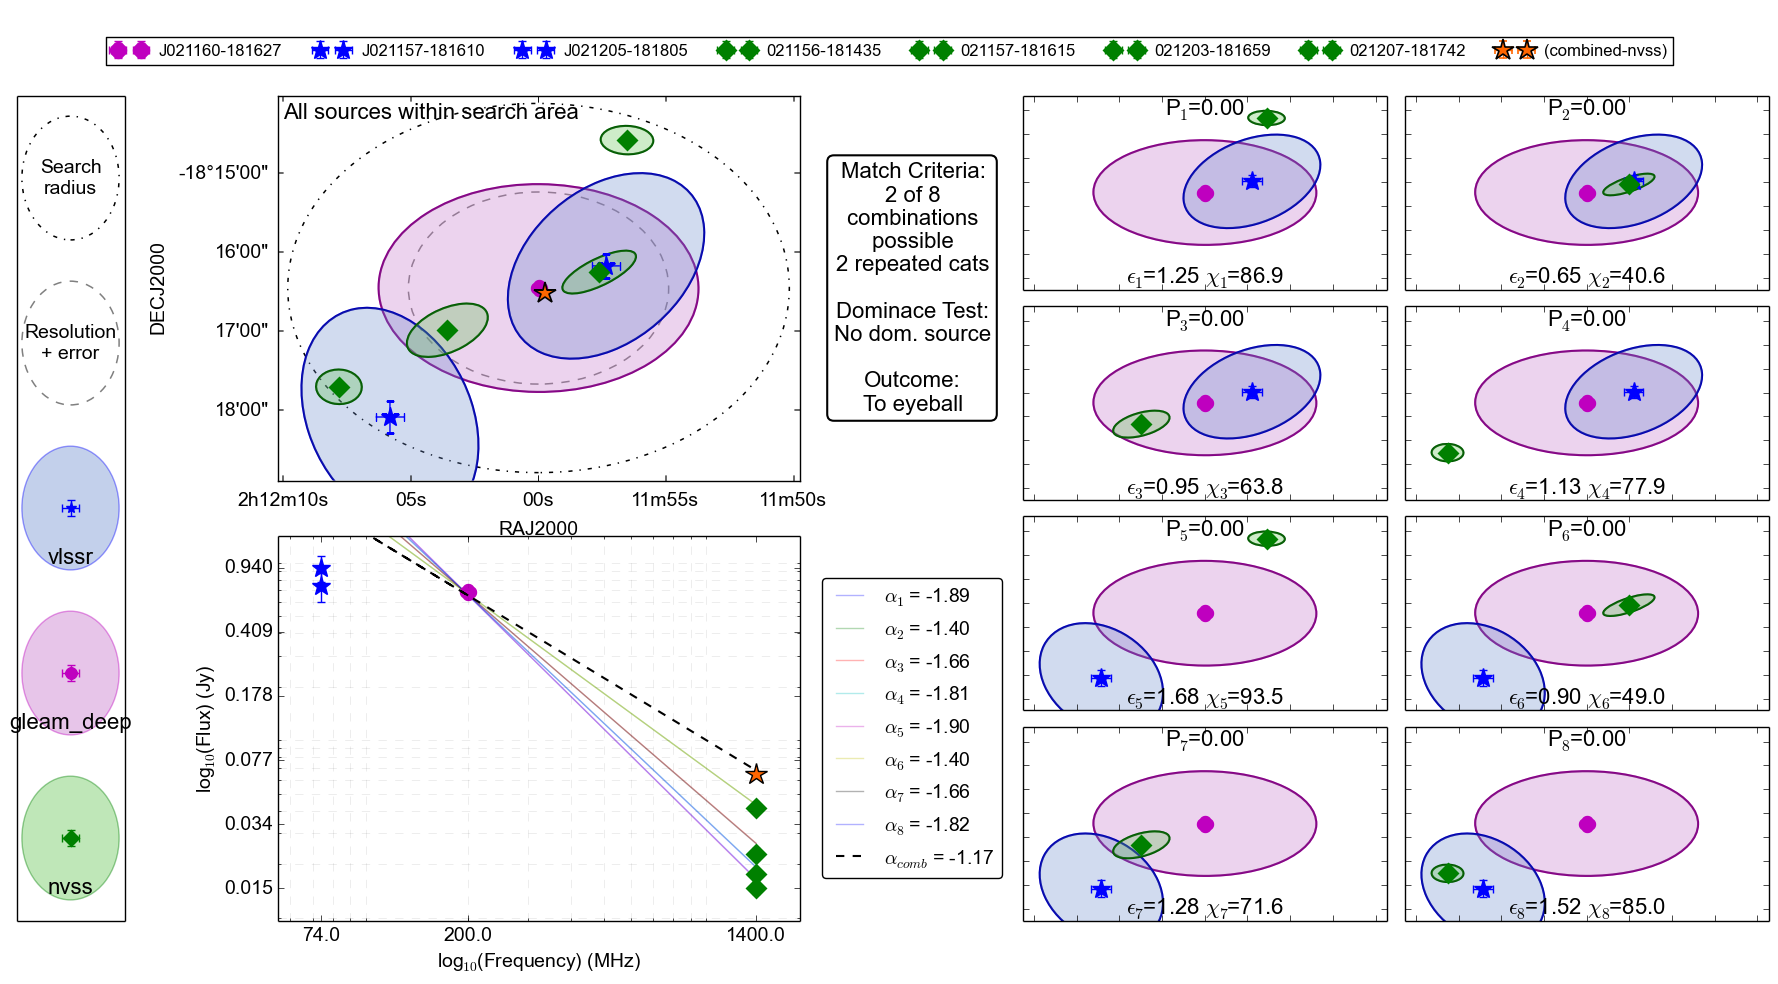 J021160-181627 J021157-181610 J021205-181805 021156-181435 021157-181615 021203-181659 021207-181742 (combined-nvss)
Search
radius
Resolution
+ error
vlssr
gleam_deep
nvss
All sources within search area
DECJ2000
-18°15'00"
16'00"
17'00"
18'00"
2h12m10s 05s 00s 11m55s 11m50s
RAJ2000
Match Criteria:
2 of 8
combinations
possible
2 repeated cats
Dominace Test:
No dom. source
Outcome:
To eyeball
log10(Flux) (Jy)
0.940
0.409
0.178
0.077
0.034
0.015
74.0 200.0 1400.0
log10(Frequency) (MHz)
α1 = -1.89
α2 = -1.40
α3 = -1.66
α4 = -1.81
α5 = -1.90
α6 = -1.40
α7 = -1.66
α8 = -1.82
αcomb = -1.17
P1=0.00
ϵ1=1.25 χ1=86.9
P2=0.00
ϵ2=0.65 χ2=40.6
P3=0.00
ϵ3=0.95 χ3=63.8
P4=0.00
ϵ4=1.13 χ4=77.9
P5=0.00
ϵ5=1.68 χ5=93.5
P6=0.00
ϵ6=0.90 χ6=49.0
P7=0.00
ϵ7=1.28 χ7=71.6
P8=0.00
ϵ8=1.52 χ8=85.0